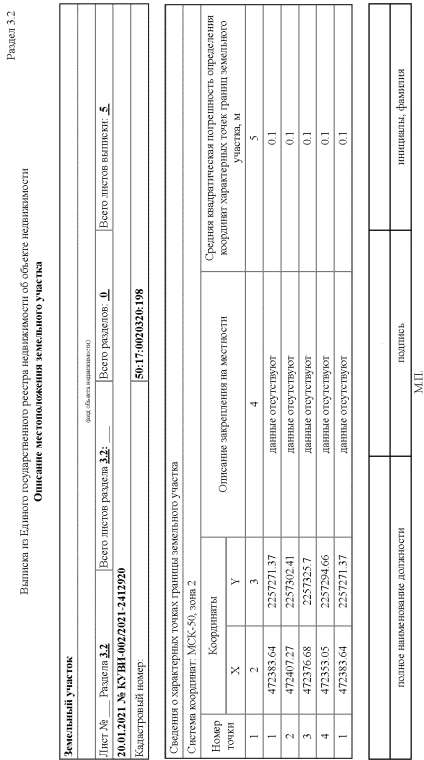 Раздел 3.2
Выписка из Единого государственного реестра недвижимости об объекте недвижимости
Описание местоположения земельного участка
Земельный участок
(вид объекта недвижимости)
Лист № __ Раздела 3.2 Всего листов раздела 3.2: __ Всего разделов: 0 Всего листов выписки: 5
20.01.2021 № КУВИ-002/2021-2412920
Кадастровый номер: 50:17:0020320:198
Сведения о характерных точках границы земельного участка
Система координат: МСК-50, зона 2
Номер точки Координаты Описание закрепления на местности Средняя квадратическая погрешность определения координат характерных точек границ земельного участка, м
X Y
1 2 3 4 5
1 472383.64 2257271.37 данные отсутствуют 0.1
2 472407.27 2257302.41 данные отсутствуют 0.1
3 472376.68 2257325.7 данные отсутствуют 0.1
4 472353.05 2257294.66 данные отсутствуют 0.1
1 472383.64 2257271.37 данные отсутствуют 0.1
полное наименование должности подпись инициалы, фамилия
М.П.